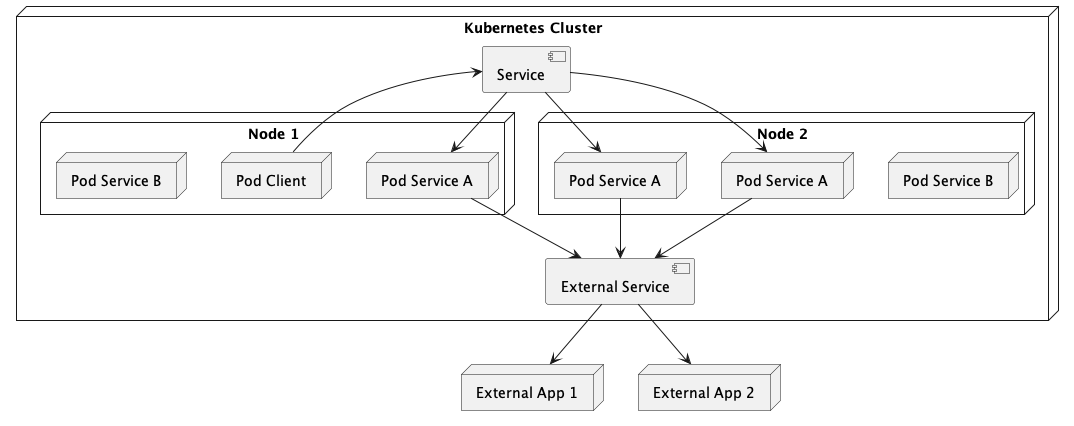 Kubernetes Cluster
Service
Node 1
Node 2
Pod Service B
Pod Client
Pod Service A
Pod Service A
Pod Service A
Pod Service B
External Service
External App 1
External App 2